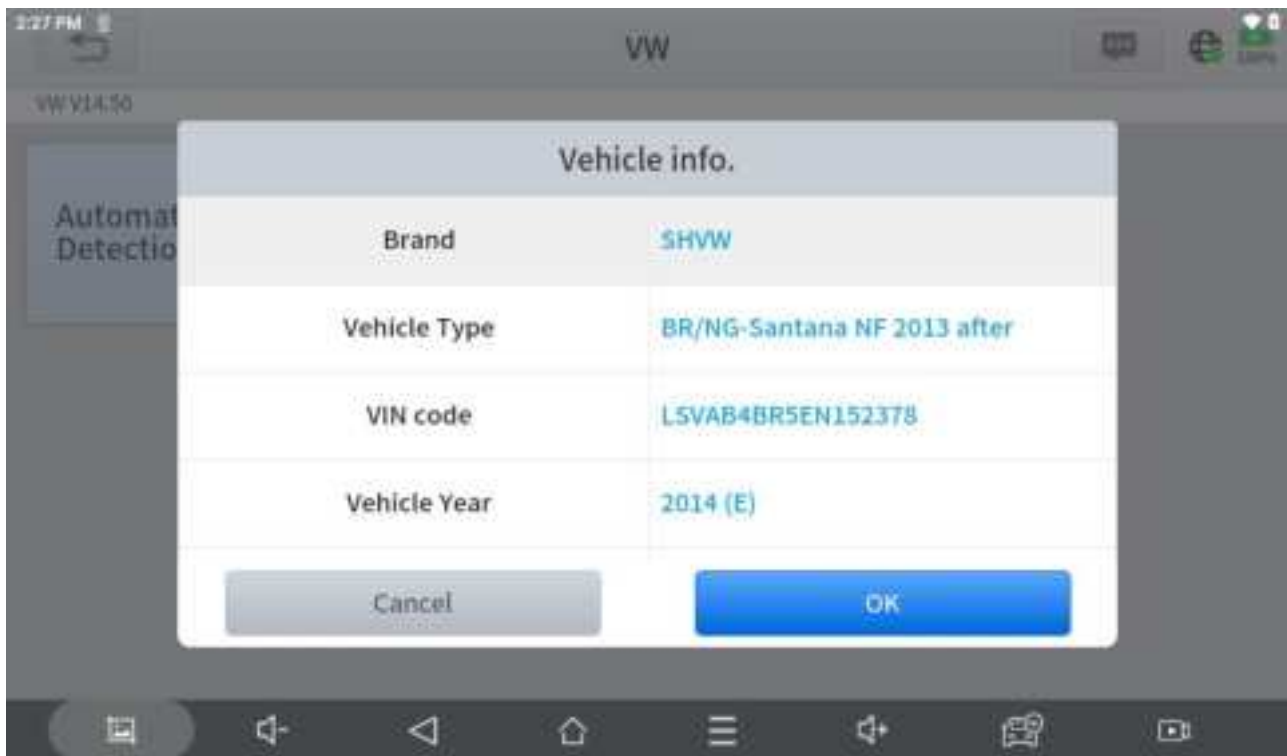 2:27 PM
VW
VW V14.50
Automat
Detectio
Vehicle info.
Brand SHVW
Vehicle Type BR/NG-Santana NF 2013 after
VIN code LSVAB4BR5EN152378
Vehicle Year 2014 (E)
Cancel OK